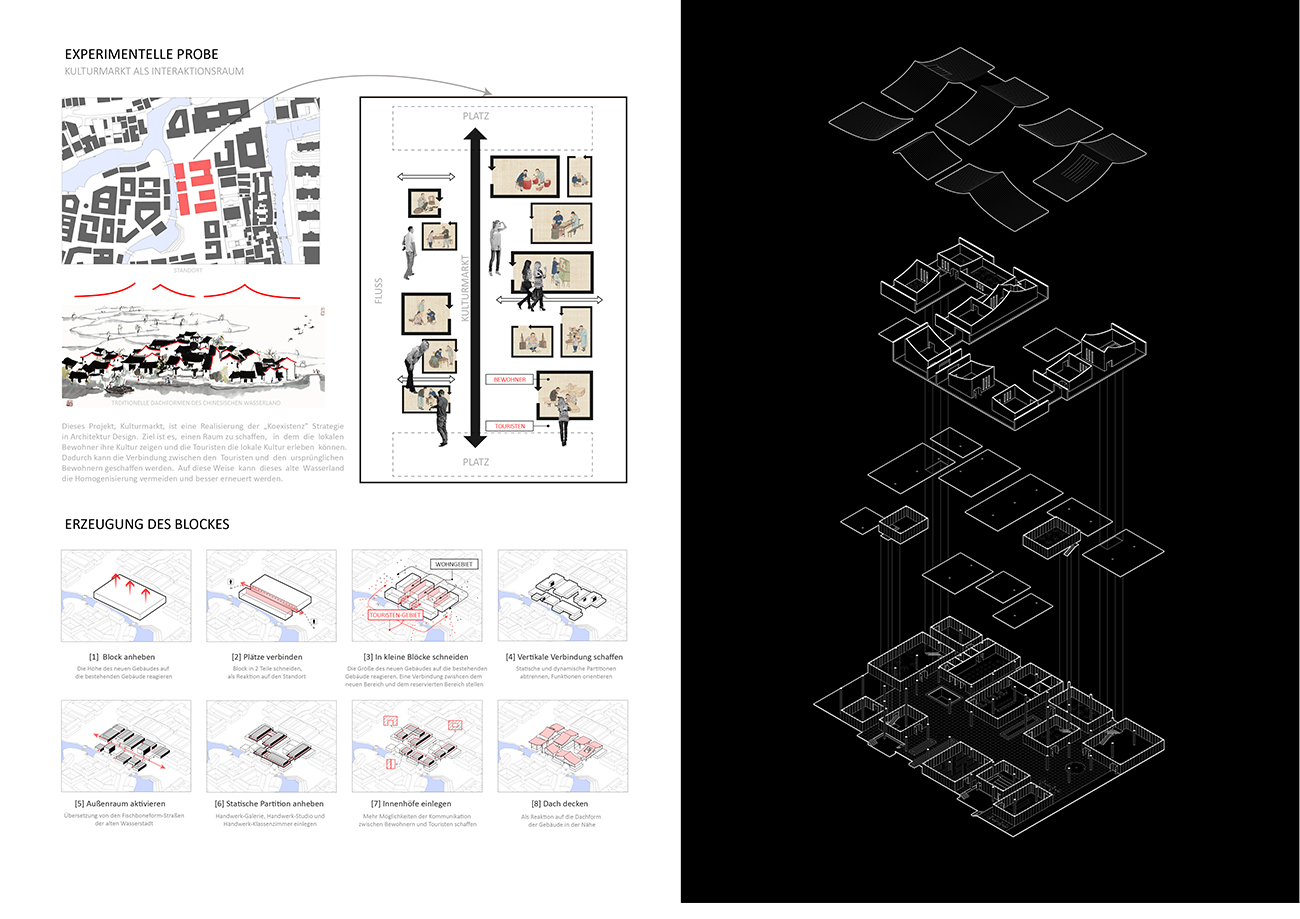 EXPERIMENTELLE PROBE
KULTURMARKT ALS INTERAKTIONSRAUM
STANDORT
TRDITIONELLE DACHFORMEN DES CHINESISCHEN WASSERLAND
Dieses Projekt, Kulturmarkt, ist eine Realisierung der „Koexistenz" Strategie
in Architektur Design. Ziel ist es, einen Raum zu schaffen, in dem die lokalen
Bewohner ihre Kultur zeigen und die Touristen die lokale Kultur erleben können.
Dadurch kann die Verbindung zwischen den Touristen und den ursprünglichen
Bewohnern geschaffen werden. Auf diese Weise kann dieses alte Wasserland
die Homogenisierung vermeiden und besser erneuert werden.
PLATZ
FLUSS
KULTURMARKT
BEWOHNER
TOURISTEN
PLATZ
ERZEUGUNG DES BLOCKES
[1] Block anheben
Die Höhe des neuen Gebäudes auf
die bestehenden Gebäude reagieren
[2] Plätze verbinden
Block in 2 Teile schneiden,
als Reaktion auf den Standort
WOHNGEBIET
TOURISTEN-GEBIET
[3] In kleine Blöcke schneiden
Die Größe des neuen Gebäudes auf die bestehenden
Gebäude reagieren. Eine Verbindung zwaihcen dem
neuen Bereich und dem reservierten Bereich stellen
[4] Vertikale Verbindung schaffen
Statische und dynamische Partitionen
abtrennen, Funktionen orientieren
[5] Außenraum aktivieren
Übersetzung von den Fischboneform-Straßen
der alten Wasserstadt
[6] Statische Partition anheben
Handwerk-Galerie, Handwerk-Studio und
Handwerk-Klassenzimmer einlegen
[7] Innenhöfe einlegen
Mehr Möglichkeiten der Kommunikation
zwischen Bewohnern und Touristen schaffen
[8] Dach decken
Als Reaktion auf die Dachform
der Gebäude in der Nähe